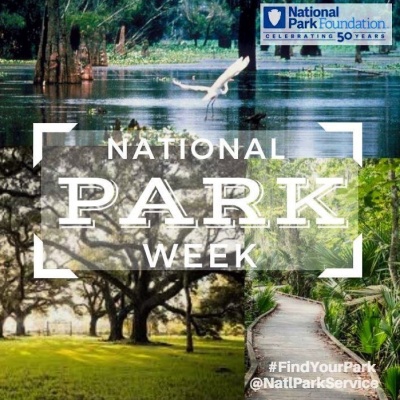 National
Park Foundation
CELEBRATING 50 YEARS
NATIONAL
PARK
WEEK
#FindYourPark
@NatlParkService